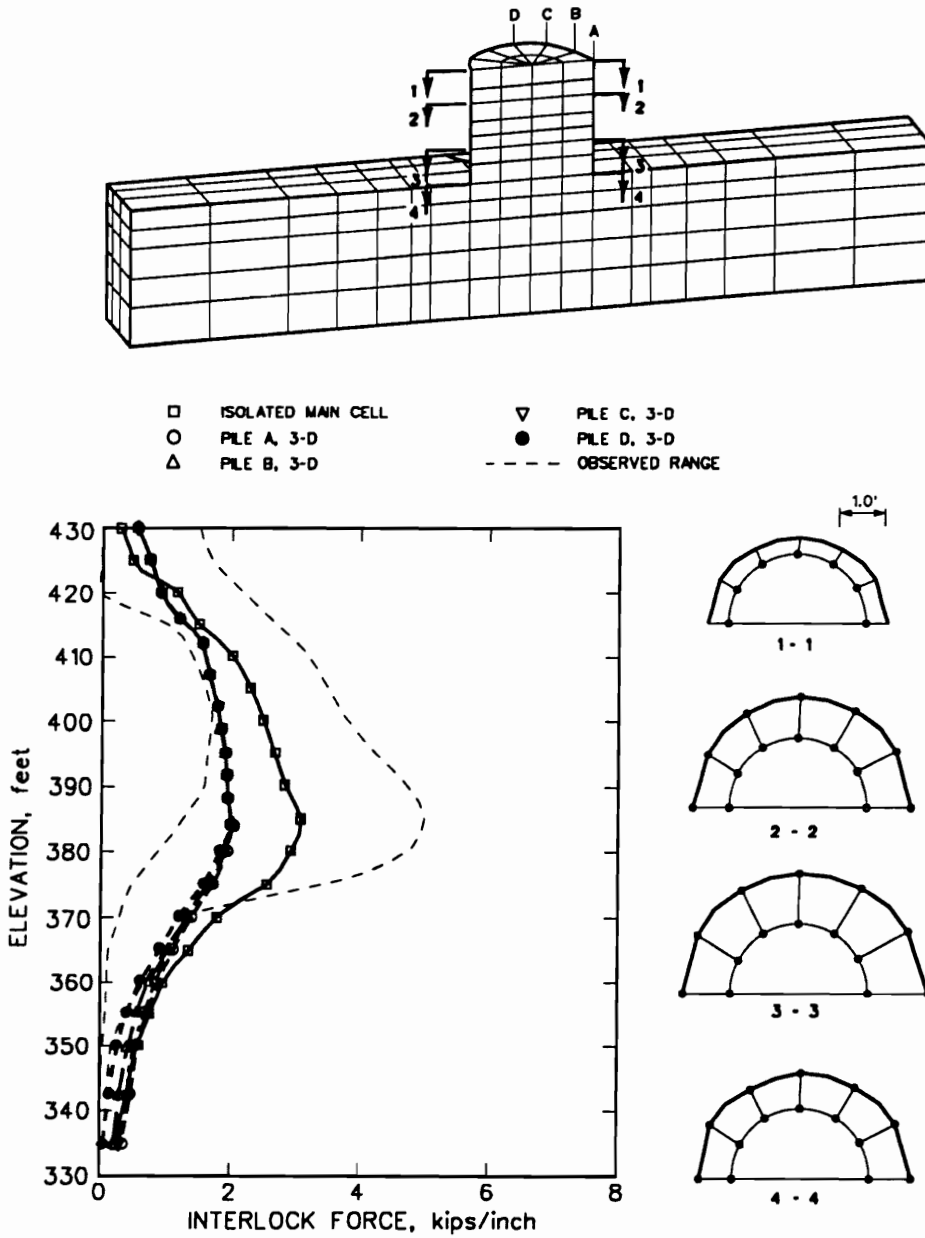 D C B A
1 1
2 2
3 3
4 4
ISOLATED MAIN CELL
PILE A, 3-D
PILE B, 3-D
PILE C, 3-D
PILE D, 3-D
OBSERVED RANGE
430
420
410
400
390
380
370
360
350
340
330
ELEVATION, feet
0 2 4 6 8
INTERLOCK FORCE, kips/inch
1.0'
1 - 1
2 - 2
3 - 3
4 - 4